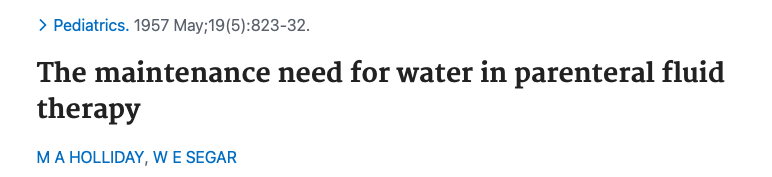 > Pediatrics. 1957 May;19(5):823-32.
The maintenance need for water in parenteral fluid
therapy
M A HOLLIDAY, W E SEGAR